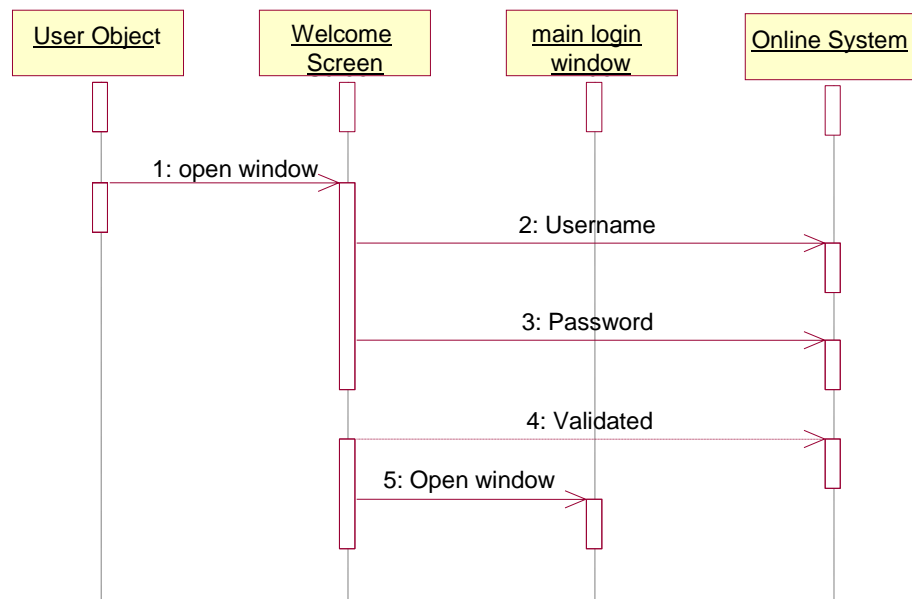 User Object
Welcome
Screen
main login
window
Online System
1: open window
2: Username
3: Password
4: Validated
5: Open window